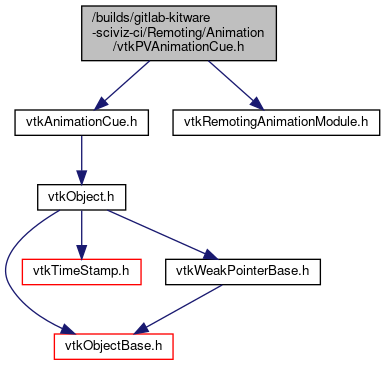 /builds/gitlab-kitware
-sciviz-ci/Remoting/Animation
/vtkPVAnimationCue.h
vtkAnimationCue.h
vtkRemotingAnimationModule.h
vtkObject.h
vtkTimeStamp.h
vtkWeakPointerBase.h
vtkObjectBase.h